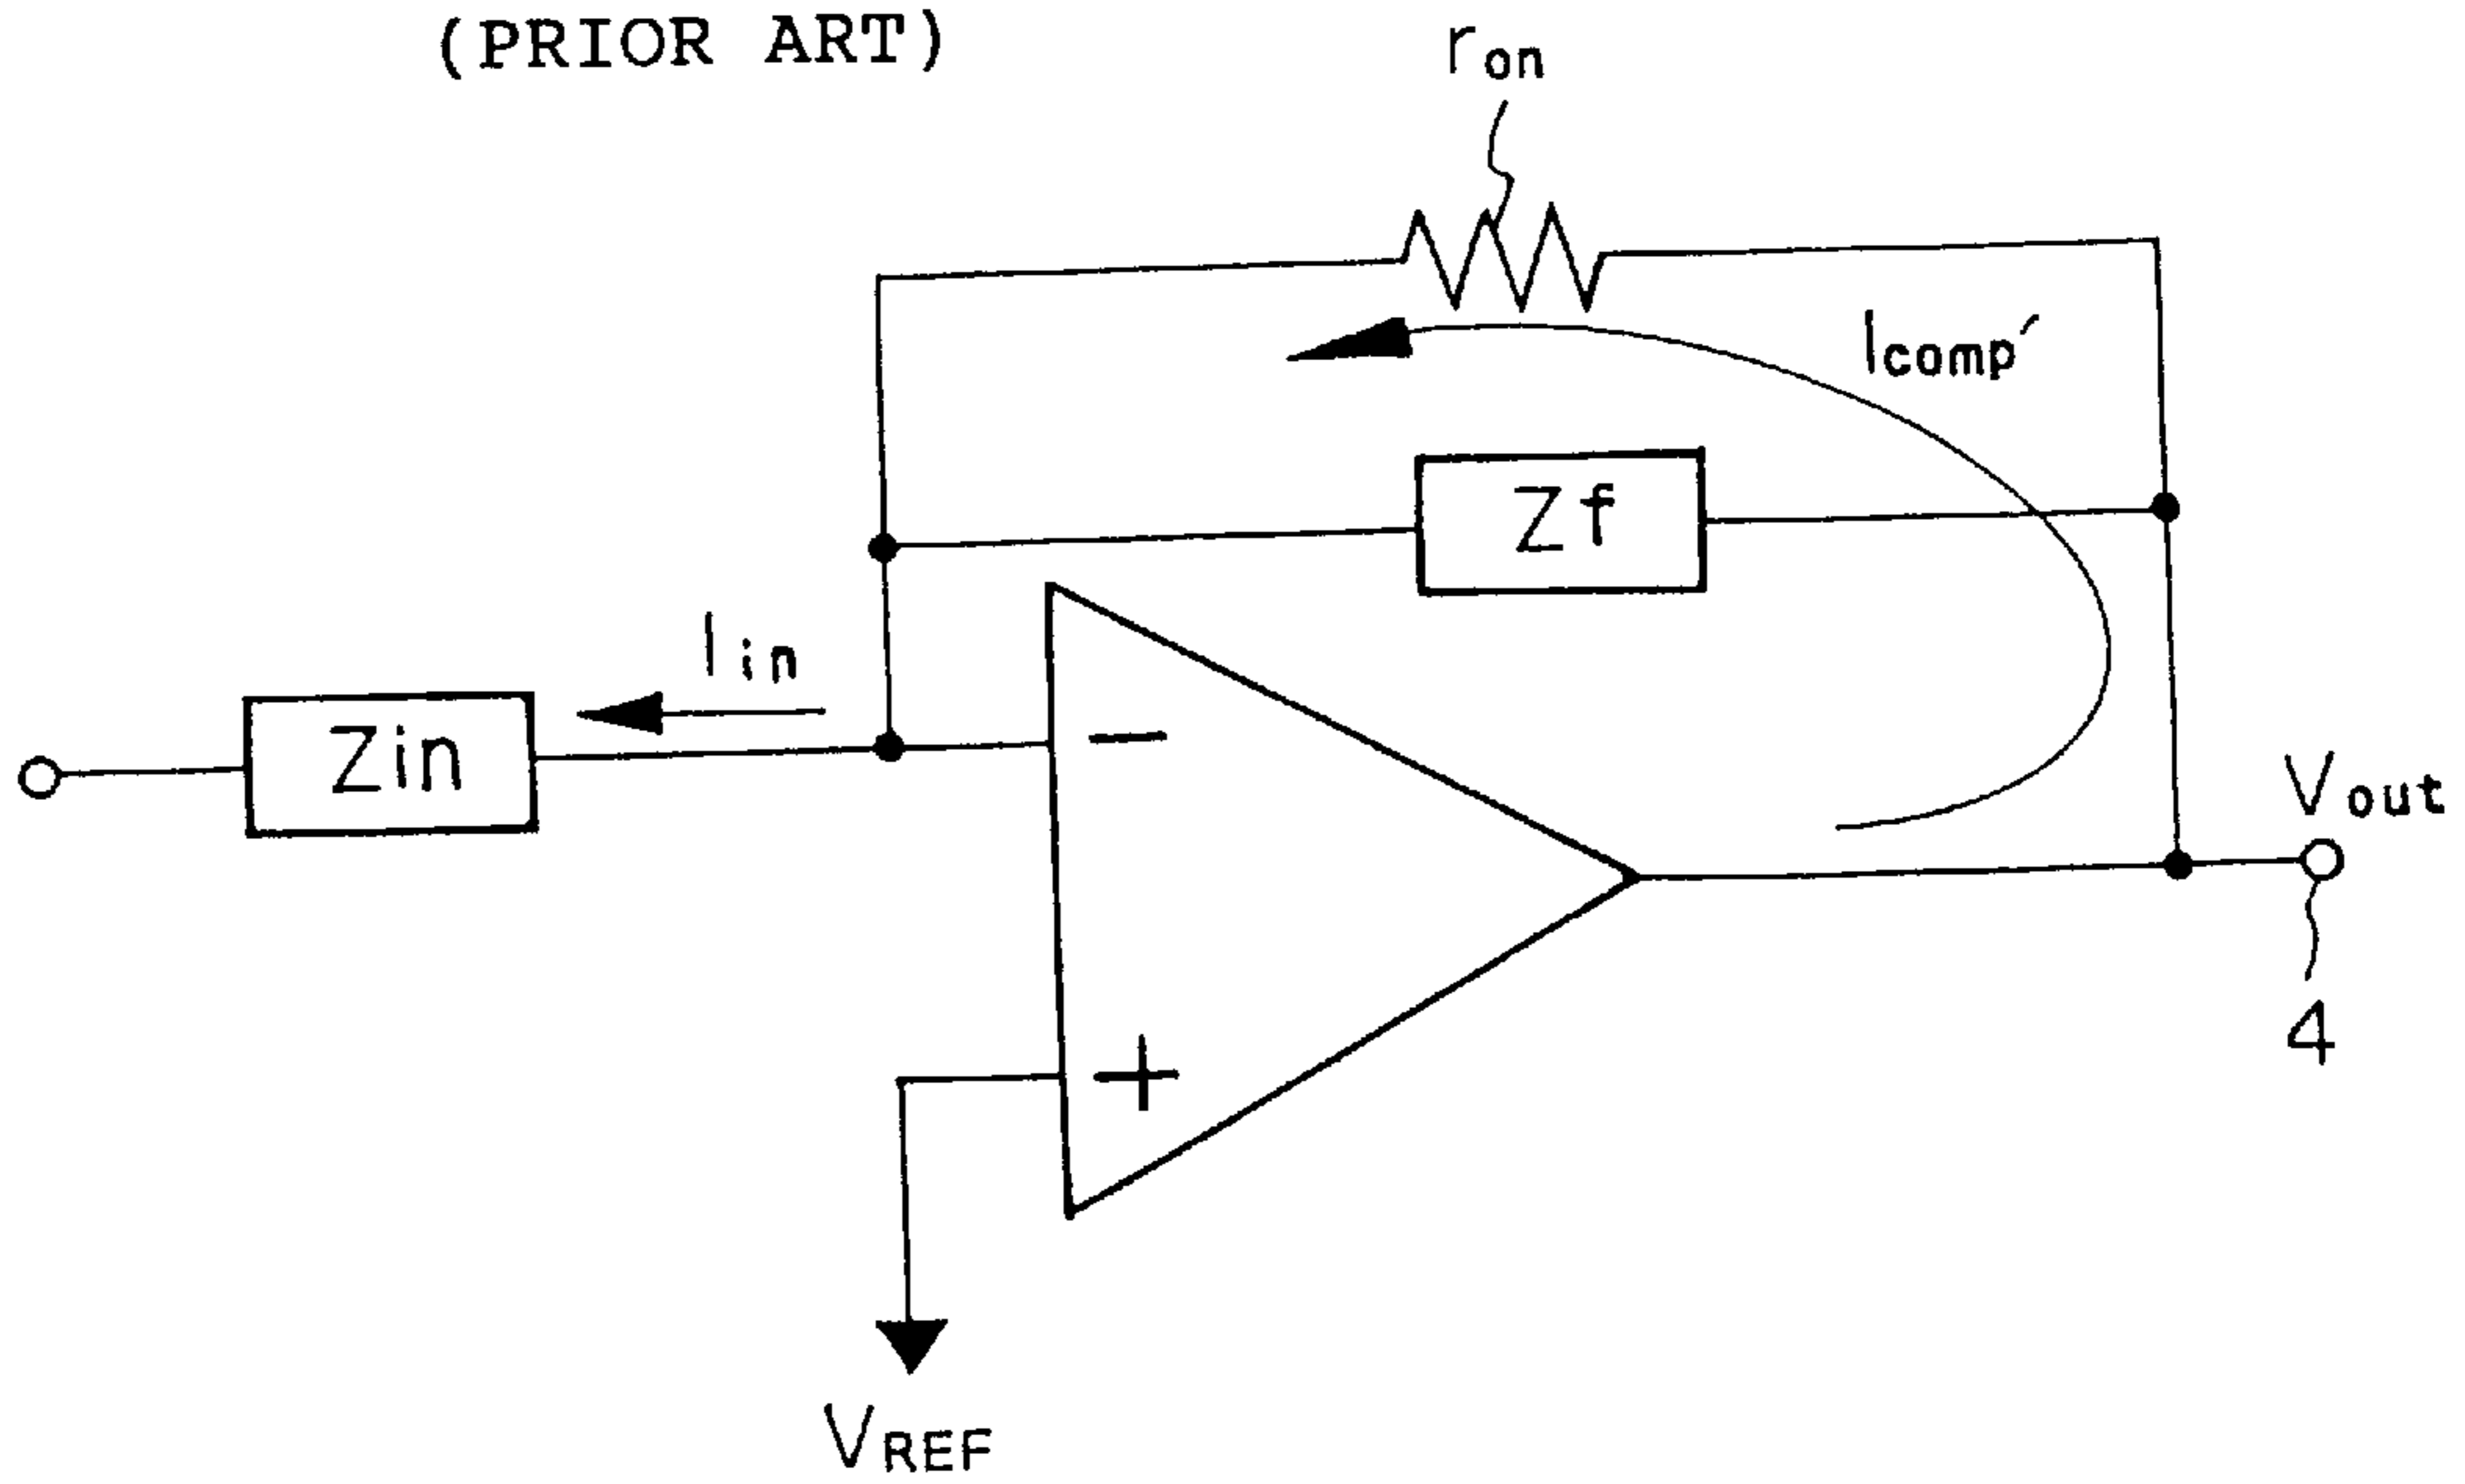 (PRIOR ART)
ron
Icomp′
Zf
Iin
Zin
−
Vout
+
4
VREF